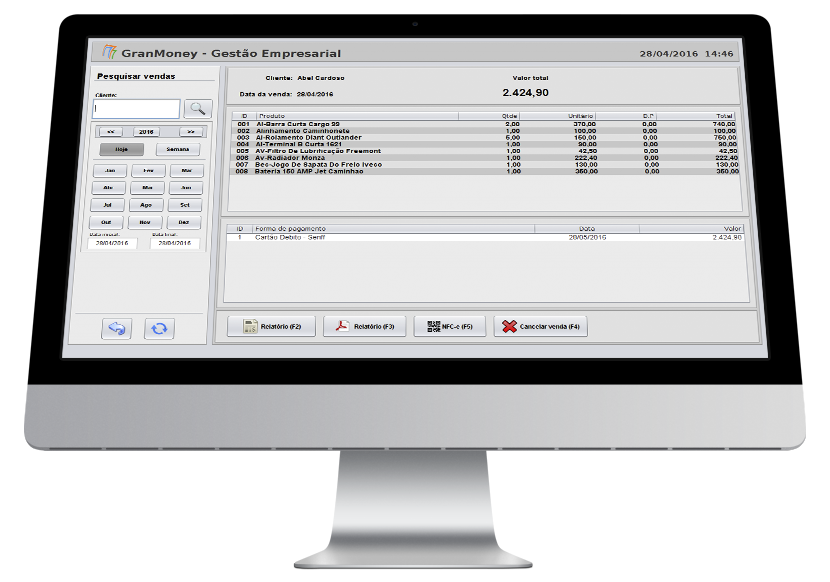 GranMoney - Gestão Empresarial
28/04/2016 14:46
Pesquisar vendas
Cliente:
<< 2016 >>
Hoje Semana
Jan Fev Mar
Abr Mai Jun
Jul Ago Set
Out Nov Dez
Data inicial: Data final:
28/04/2016 28/04/2016
Cliente: Abel Cardoso
Valor total
Data da venda: 28/04/2016
2.424,90
ID Produto Qtde Unitário D.P Total
001 Al-Barra Curta Cargo 99 2,00 370,00 0,00 740,00
002 Alinhamento Caminhonete 1,00 100,00 0,00 100,00
003 Al-Rolamento Diant Outlander 5,00 150,00 0,00 750,00
004 Al-Terminal B Curta 1621 1,00 90,00 0,00 90,00
005 AV-Filtro De Lubrificação Freemont 1,00 42,50 0,00 42,50
006 Av-Radiador Monza 1,00 222,40 0,00 222,40
007 Bec-Jogo De Sapata Do Freio Iveco 1,00 130,00 0,00 130,00
008 Bateria 150 AMP Jet Caminhao 1,00 350,00 0,00 350,00
ID Forma de pagamento Data Valor
1 Cartão Debito - Senff 28/05/2016 2.424,90
Relatório (F2)
Relatório (F3)
NFC-e (F5)
Cancelar venda (F4)